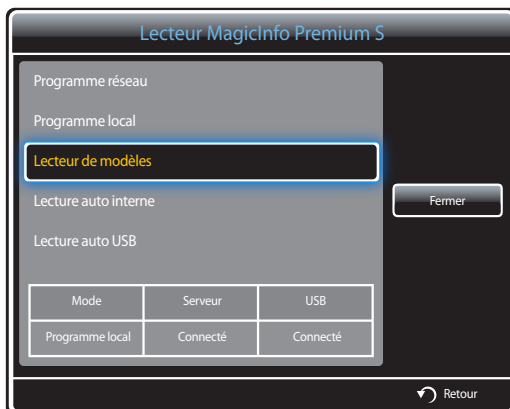 Lecteur MagicInfo Premium S
Programme réseau
Programme local
Lecteur de modèles
Lecture auto interne
Lecture auto USB
Fermer
Mode Serveur USB
Programme local Connecté Connecté
Retour